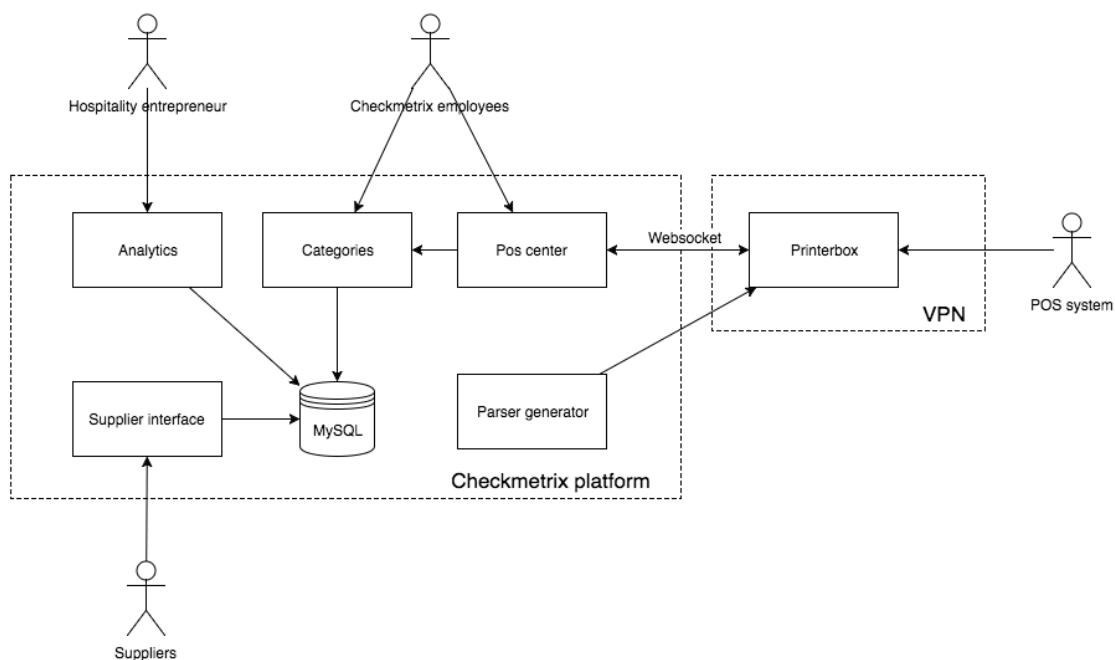 Hospitality entrepreneur
Checkmetrix employees
Analytics
Categories
Pos center
Websocket
Printerbox
POS system
VPN
Supplier interface
MySQL
Parser generator
Checkmetrix platform
Suppliers